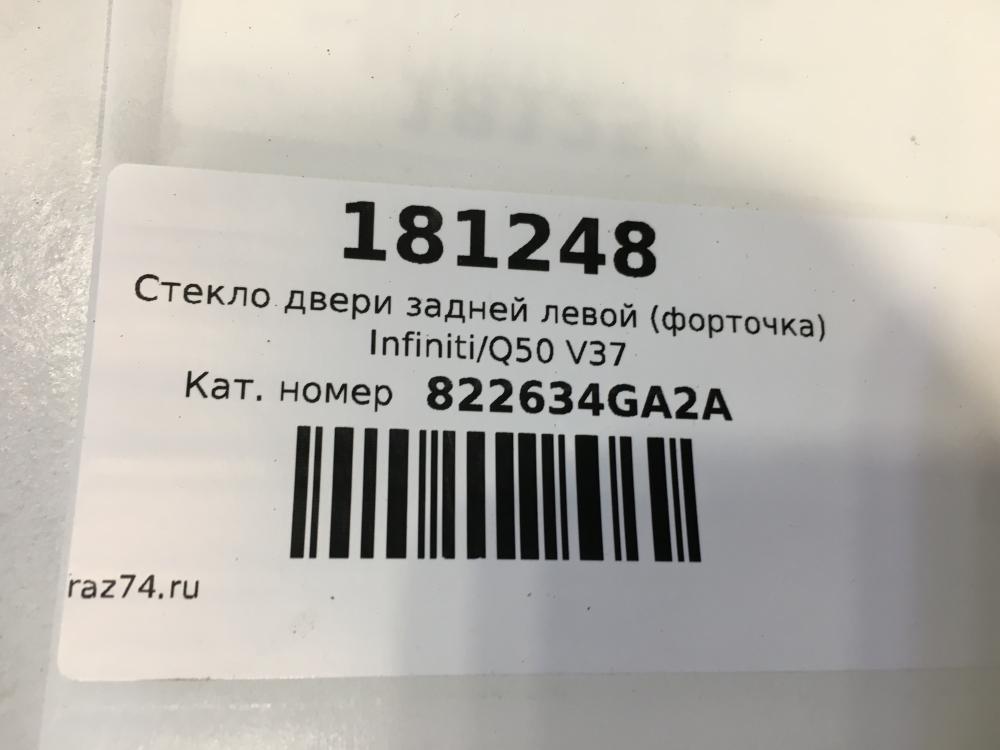 181248
Стекло двери задней левой (форточка)
Infiniti/Q50 V37
Кат. номер 822634GA2A
raz74.ru